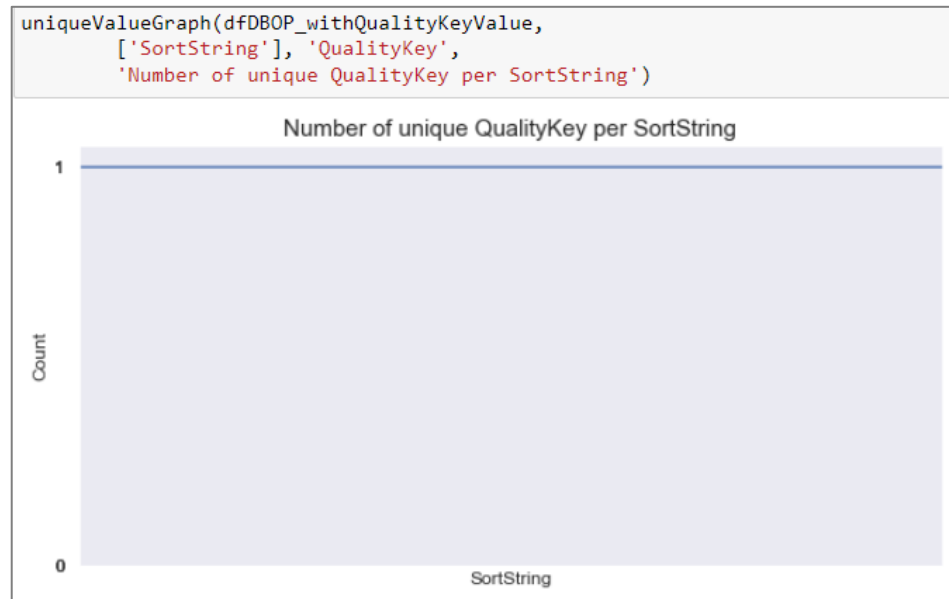 uniqueValueGraph(dfDBOP_withQualityKeyValue,
['SortString'], 'QualityKey',
'Number of unique QualityKey per SortString')
Number of unique QualityKey per SortString
1
Count
0
SortString